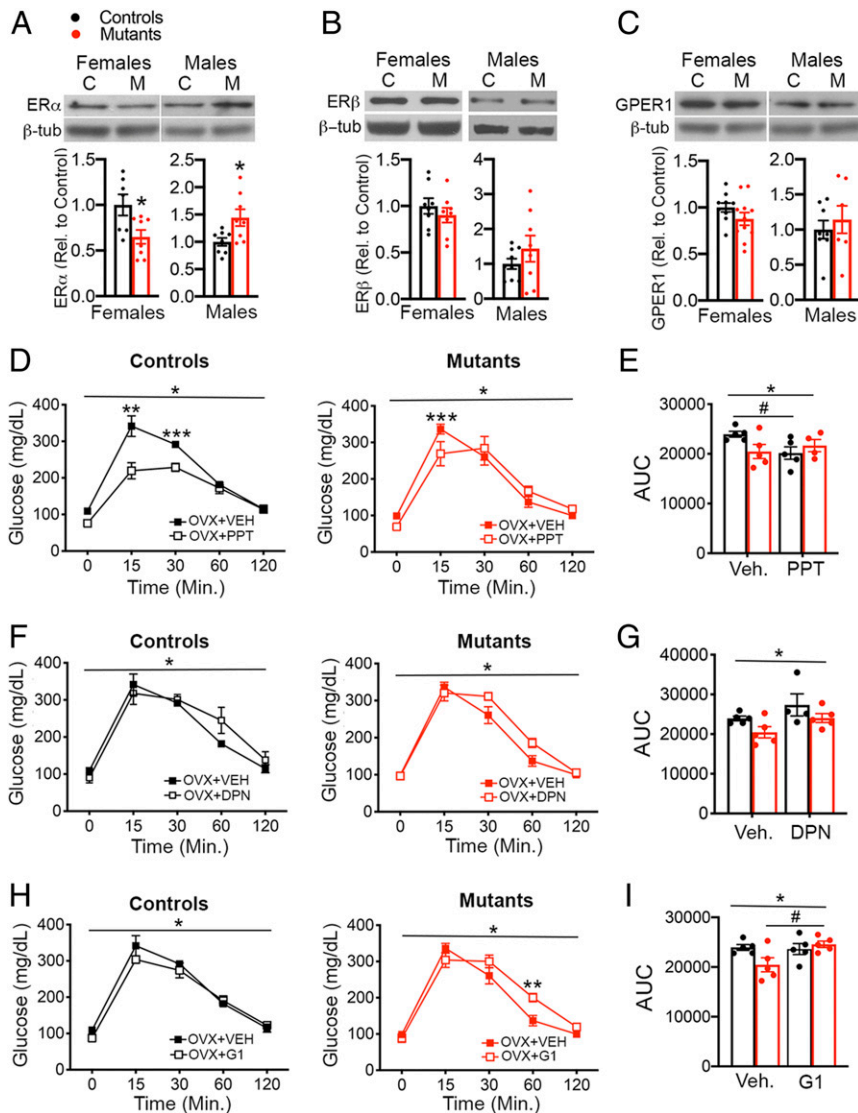 A
Controls
Mutants
Females Males
C M C M
ERα
β-tub
1.5
1.0
0.5
0
2.5
2.0
1.5
1.0
0.5
0.0
*
*
ERα (Rel. to Control)
Females Males
B
Females Males
C M C M
ERβ
β-tub
1.5
1.0
0.5
0
4
2
1
0
ERβ (Rel. to Control)
Females Males
C
Females Males
C M C M
GPER1
β-tub
1.5
1.0
0.5
0
2.0
1.5
1.0
0.5
0.0
GPER1 (Rel. to Control)
Females Males
D
Controls
*
**
***
400
300
200
100
0
Glucose (mg/dL)
OVX+VEH
OVX+PPT
0 15 30 60 120
Time (Min.)
Mutants
*
***
400
300
200
100
0
Glucose (mg/dL)
OVX+VEH
OVX+PPT
0 15 30 60 120
Time (Min.)
E
*
#
30000
20000
10000
0
AUC
Veh. PPT
F
Controls
*
400
300
200
100
0
Glucose (mg/dL)
OVX+VEH
OVX+DPN
0 15 30 60 120
Time (Min.)
Mutants
*
400
300
200
100
0
Glucose (mg/dL)
OVX+VEH
OVX+DPN
0 15 30 60 120
Time (Min.)
G
*
40000
30000
20000
10000
0
AUC
Veh. DPN
H
Controls
*
400
300
200
100
0
Glucose (mg/dL)
OVX+VEH
OVX+G1
0 15 30 60 120
Time (Min.)
Mutants
*
**
400
300
200
100
0
Glucose (mg/dL)
OVX+VEH
OVX+G1
0 15 30 60 120
Time (Min.)
I
*
#
30000
20000
10000
0
AUC
Veh. G1